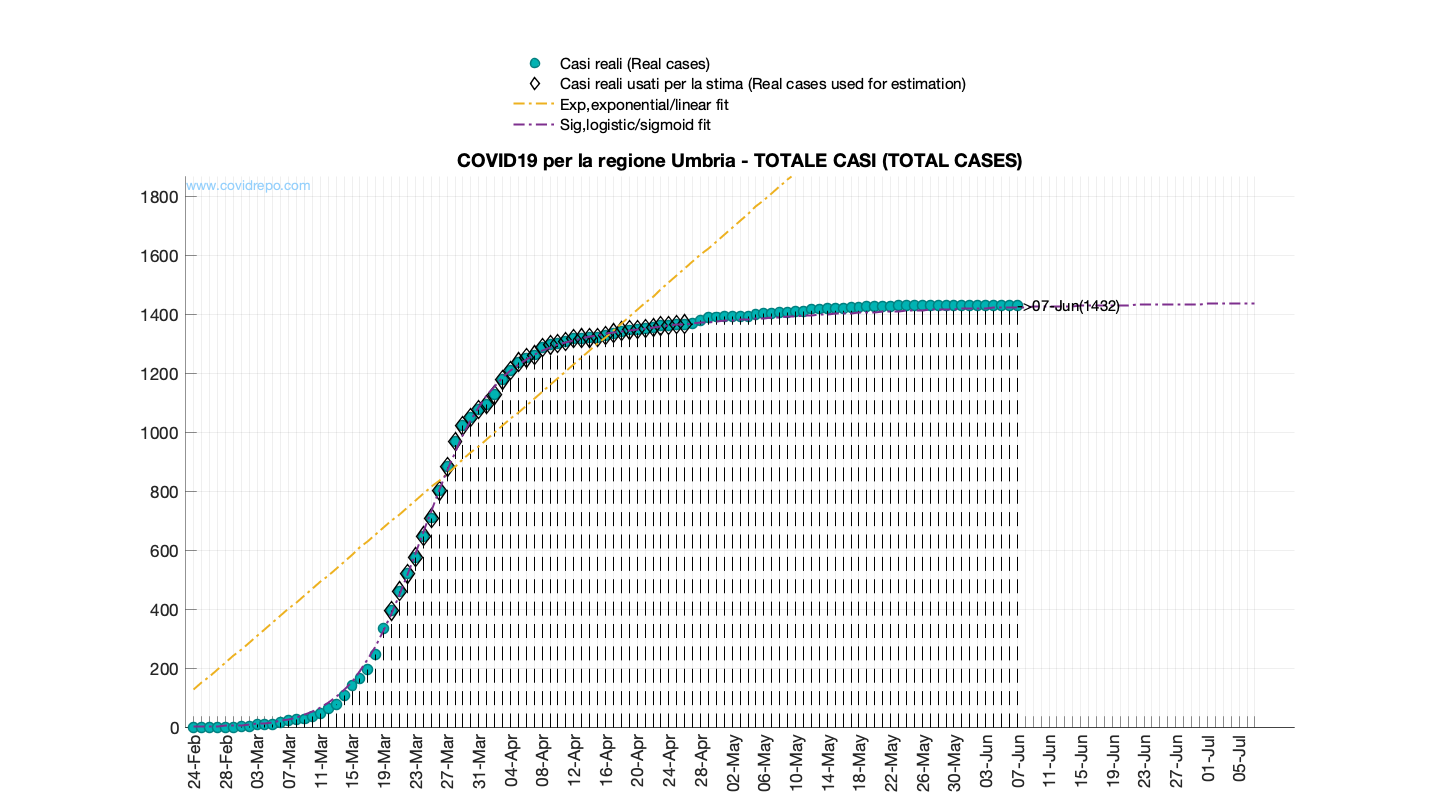 Casi reali (Real cases)
Casi reali usati per la stima (Real cases used for estimation)
Exp,exponential/linear fit
Sig,logistic/sigmoid fit
COVID19 per la regione Umbria - TOTALE CASI (TOTAL CASES)
www.covidrepo.com
1800
1600
1400
1200
1000
800
600
400
200
0
->07-Jun(1432)
24-Feb
28-Feb
03-Mar
07-Mar
11-Mar
15-Mar
19-Mar
23-Mar
27-Mar
31-Mar
04-Apr
08-Apr
12-Apr
16-Apr
20-Apr
24-Apr
28-Apr
02-May
06-May
10-May
14-May
18-May
22-May
26-May
30-May
03-Jun
07-Jun
11-Jun
15-Jun
19-Jun
23-Jun
27-Jun
01-Jul
05-Jul